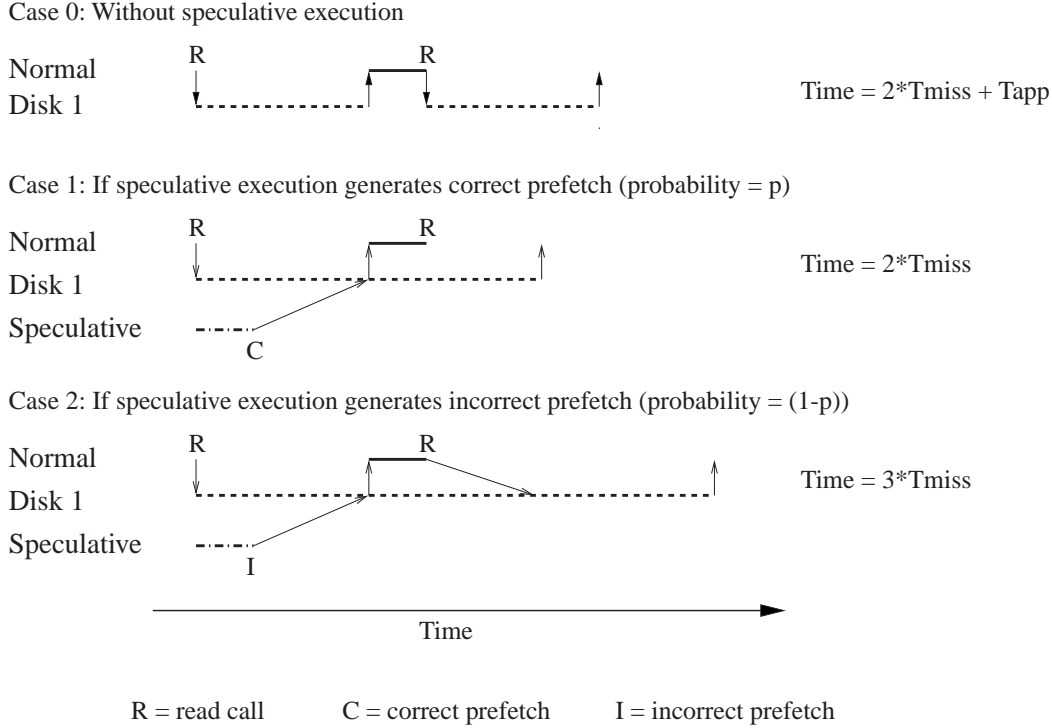 Case 0: Without speculative execution
R R
Normal
Disk 1
Time = 2*Tmiss + Tapp
Case 1: If speculative execution generates correct prefetch (probability = p)
R R
Normal
Disk 1
Time = 2*Tmiss
Speculative
C
Case 2: If speculative execution generates incorrect prefetch (probability = (1-p))
R R
Normal
Disk 1
Time = 3*Tmiss
Speculative
I
Time
R = read call C = correct prefetch I = incorrect prefetch